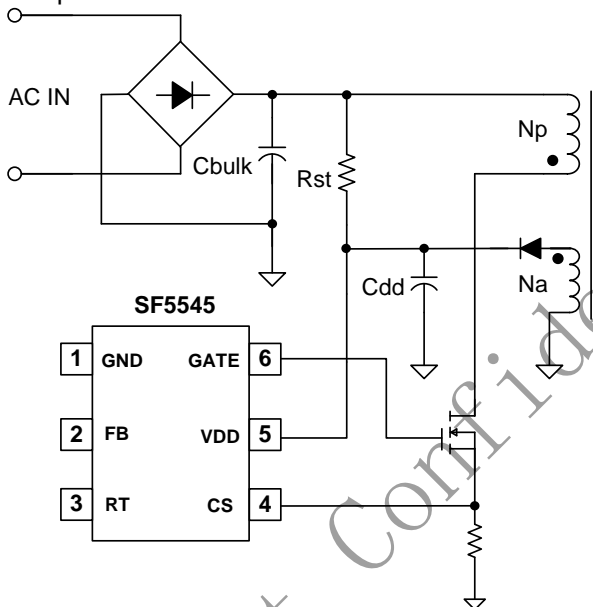 AC IN
Cbulk
Rst
Np
Cdd
Na
SF5545
1 GND GATE 6
2 FB VDD 5
3 RT CS 4